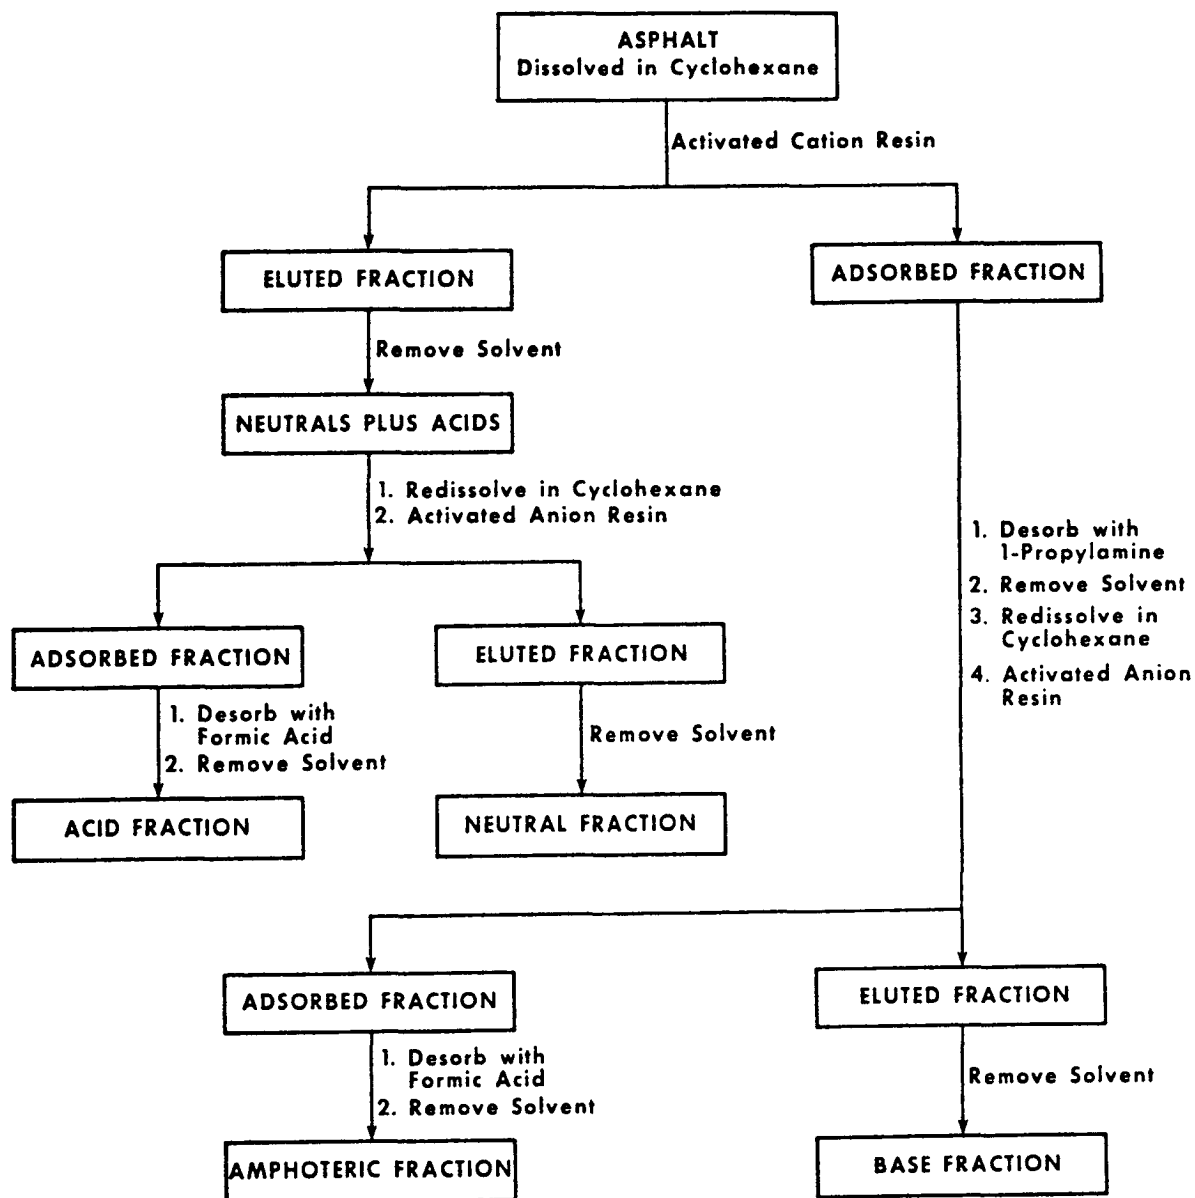 ASPHALT
Dissolved in Cyclohexane
Activated Cation Resin
ELUTED FRACTION
ADSORBED FRACTION
Remove Solvent
NEUTRALS PLUS ACIDS
1. Redissolve in Cyclohexane
2. Activated Anion Resin
1. Desorb with
1-Propylamine
2. Remove Solvent
3. Redissolve in
Cyclohexane
4. Activated Anion
Resin
ADSORBED FRACTION
ELUTED FRACTION
1. Desorb with
Formic Acid
2. Remove Solvent
Remove Solvent
ACID FRACTION
NEUTRAL FRACTION
ADSORBED FRACTION
ELUTED FRACTION
1. Desorb with
Formic Acid
2. Remove Solvent
Remove Solvent
AMPHOTERIC FRACTION
BASE FRACTION